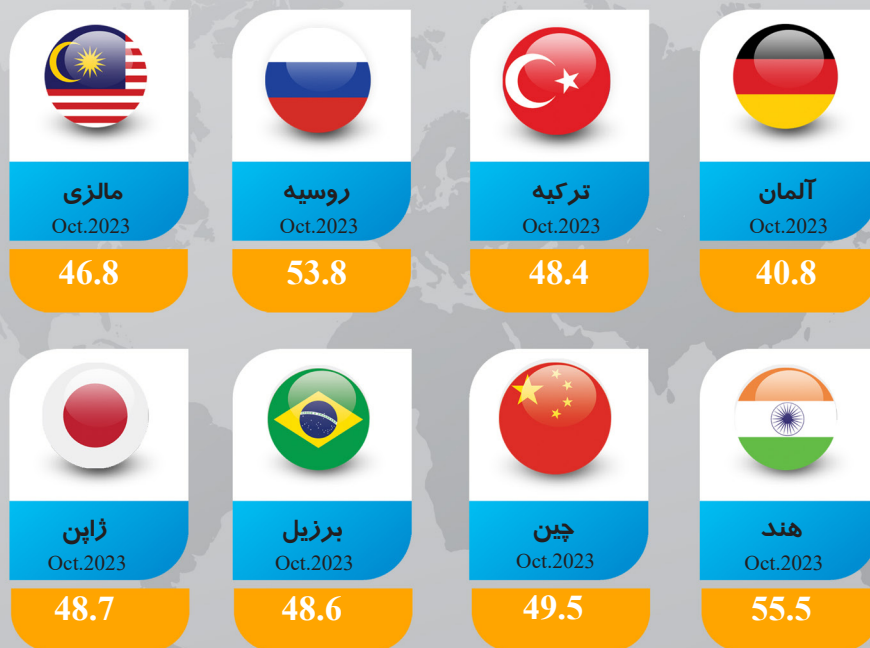 آلمان
Oct.2023
40.8
ترکیه
Oct.2023
48.4
روسیه
Oct.2023
53.8
مالزی
Oct.2023
46.8
هند
Oct.2023
55.5
چین
Oct.2023
49.5
برزیل
Oct.2023
48.6
ژاپن
Oct.2023
48.7